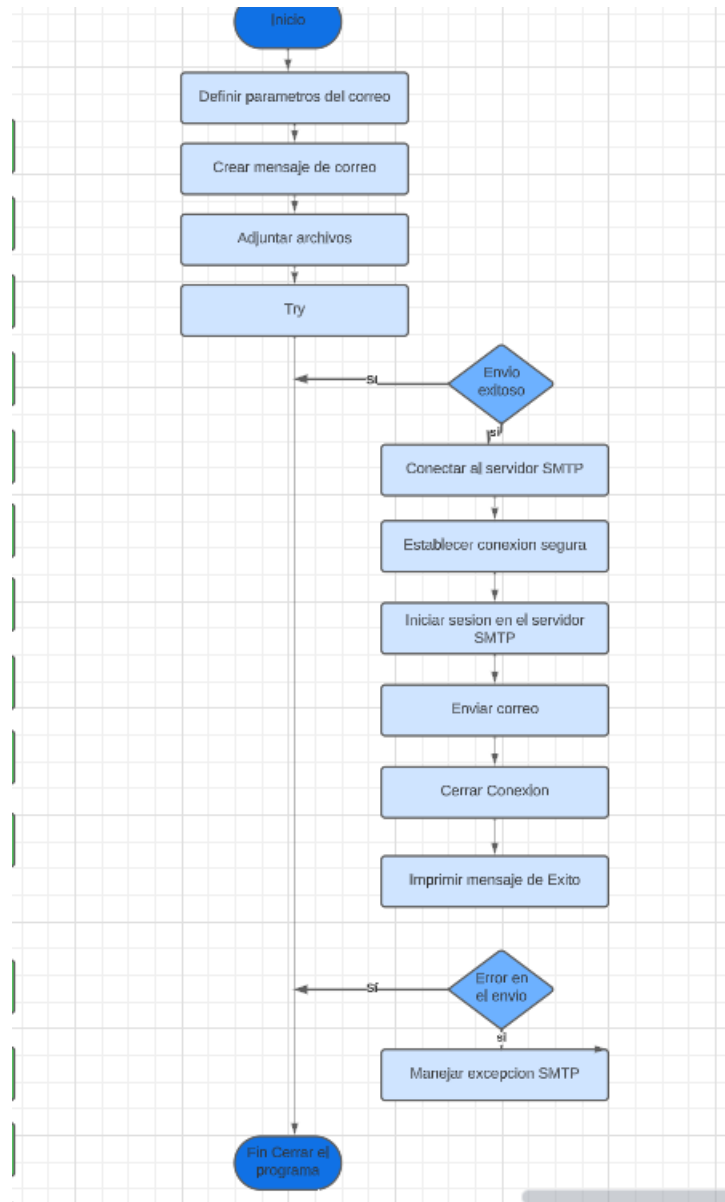 Inicio
Definir parametros del correo
Crear mensaje de correo
Adjuntar archivos
Try
Envio
exitoso
Si
si
Conectar al servidor SMTP
Establecer conexion segura
Iniciar sesion en el servidor
SMTP
Enviar correo
Cerrar Conexion
Imprimir mensaje de Exito
Error en
el envio
Si
si
Manejar excepcion SMTP
Fin Cerrar el
programa